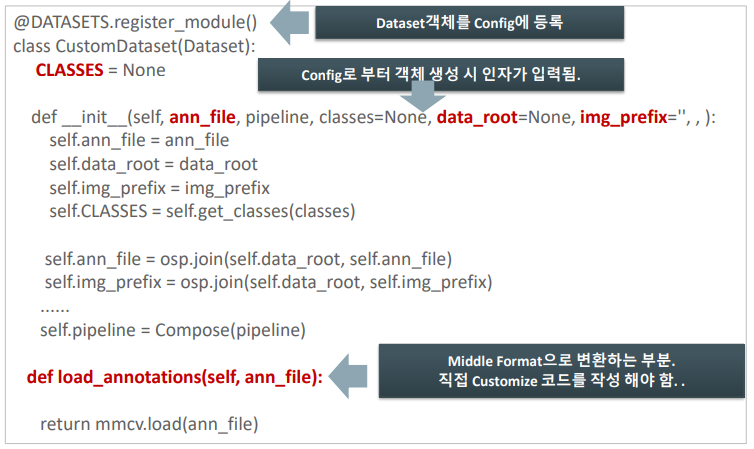 @DATASETS.register_module()
Dataset객체를 Config에 등록
class CustomDataset(Dataset):
CLASSES = None
Config로 부터 객체 생성 시 인자가 입력됨.
def __init__(self, ann_file, pipeline, classes=None, data_root=None, img_prefix='', , ):
self.ann_file = ann_file
self.data_root = data_root
self.img_prefix = img_prefix
self.CLASSES = self.get_classes(classes)
self.ann_file = osp.join(self.data_root, self.ann_file)
self.img_prefix = osp.join(self.data_root, self.img_prefix)
......
self.pipeline = Compose(pipeline)
def load_annotations(self, ann_file):
Middle Format으로 변환하는 부분.
직접 Customize 코드를 작성 해야 함. .
return mmcv.load(ann_file)